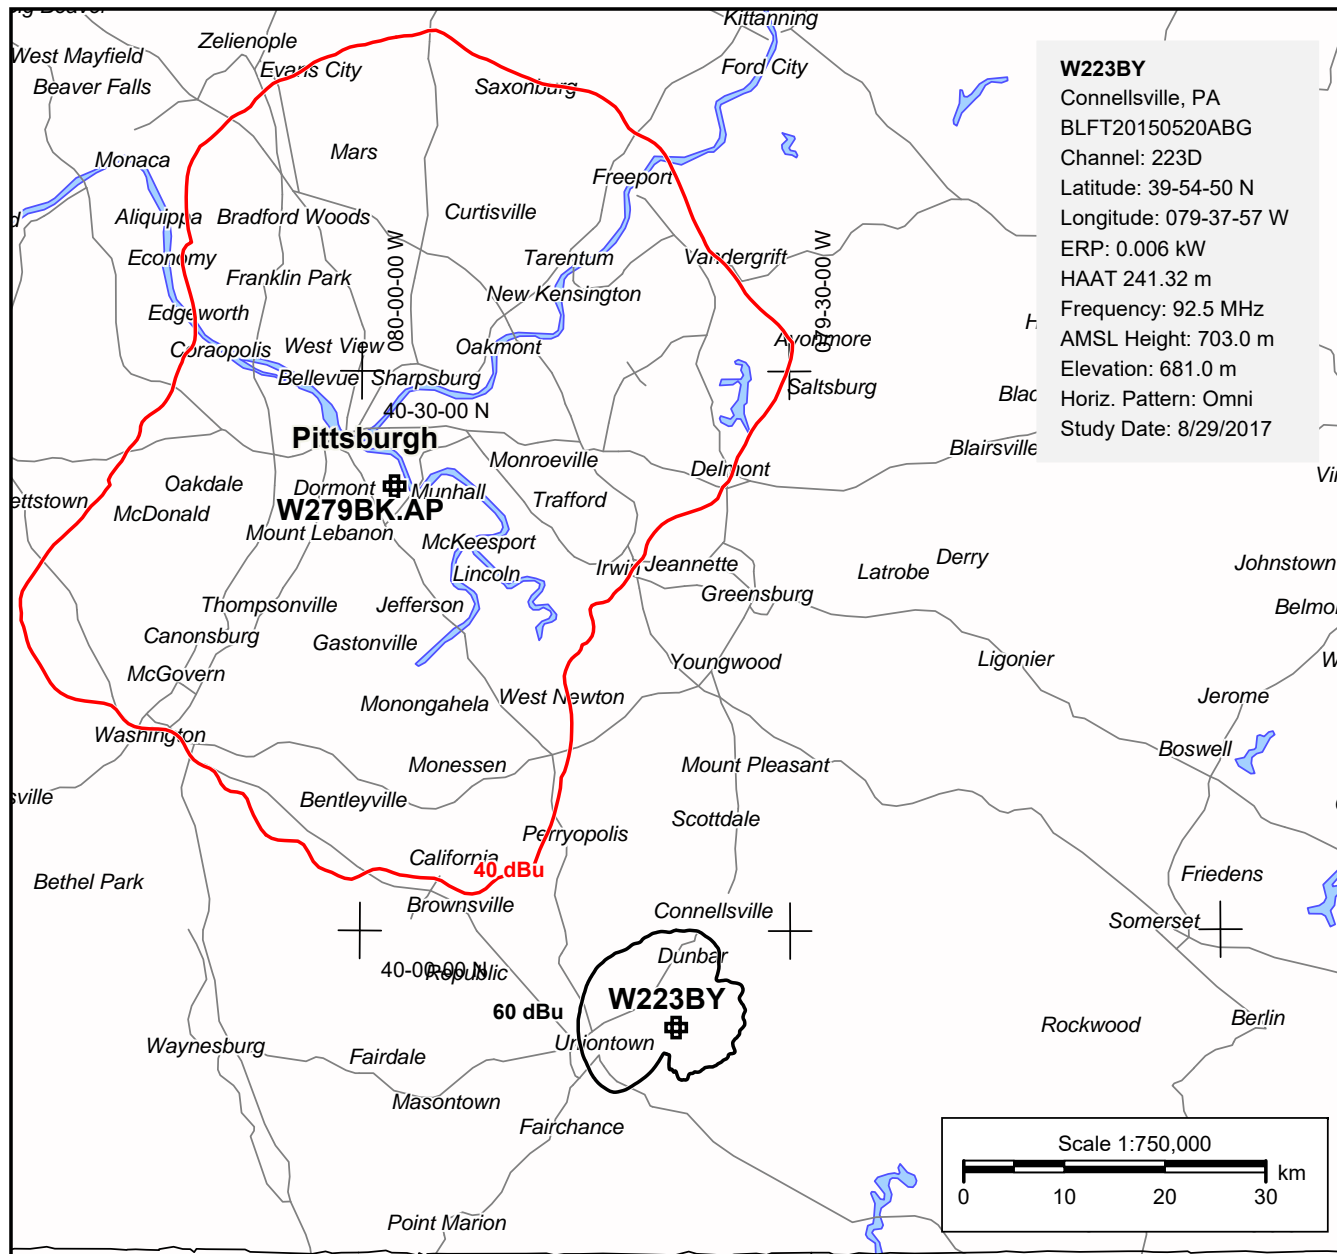 Kittanning
Zelienople
West Mayfield
Evans City
Ford City
Beaver Falls
Saxonburg
W223BY
Connellsville, PA
BLFT20150520ABG
Channel: 223D
Latitude: 39-54-50 N
Longitude: 079-37-57 W
ERP: 0.006 kW
HAAT 241.32 m
Frequency: 92.5 MHz
AMSL Height: 703.0 m
Elevation: 681.0 m
Horiz. Pattern: Omni
Study Date: 8/29/2017
Mars
Monaca
Freeport
Aliquippa
Bradford Woods
Curtisville
Economy
Franklin Park
Tarentum
Vandergrift
080-00-00 W
079-30-00 W
New Kensington
Edgeworth
Coraopolis
West View
Oakmont
Avonmore
Bellevue
Sharpsburg
Saltsburg
40-30-00 N
Pittsburgh
Monroeville
Delmont
Blairsville
Oakdale
Dormont
Munhall
Trafford
ettstown
McDonald
W279BK.AP
Mount Lebanon
McKeesport
Derry
Johnstown
Lincoln
Irwin
Jeannette
Latrobe
Greensburg
Thompsonville
Jefferson
Canonsburg
Gastonville
Youngwood
Ligonier
McGovern
Monongahela
West Newton
Jerome
Washington
Boswell
Monessen
Mount Pleasant
sville
Bentleyville
Scottdale
Perryopolis
California
40 dBu
Bethel Park
Friedens
Brownsville
Connellsville
Somerset
40-00-00 N
Republic
Dunbar
W223BY
60 dBu
Rockwood
Berlin
Waynesburg
Fairdale
Uniontown
Masontown
Fairchance
Point Marion
Scale 1:750,000
km
0 10 20 30